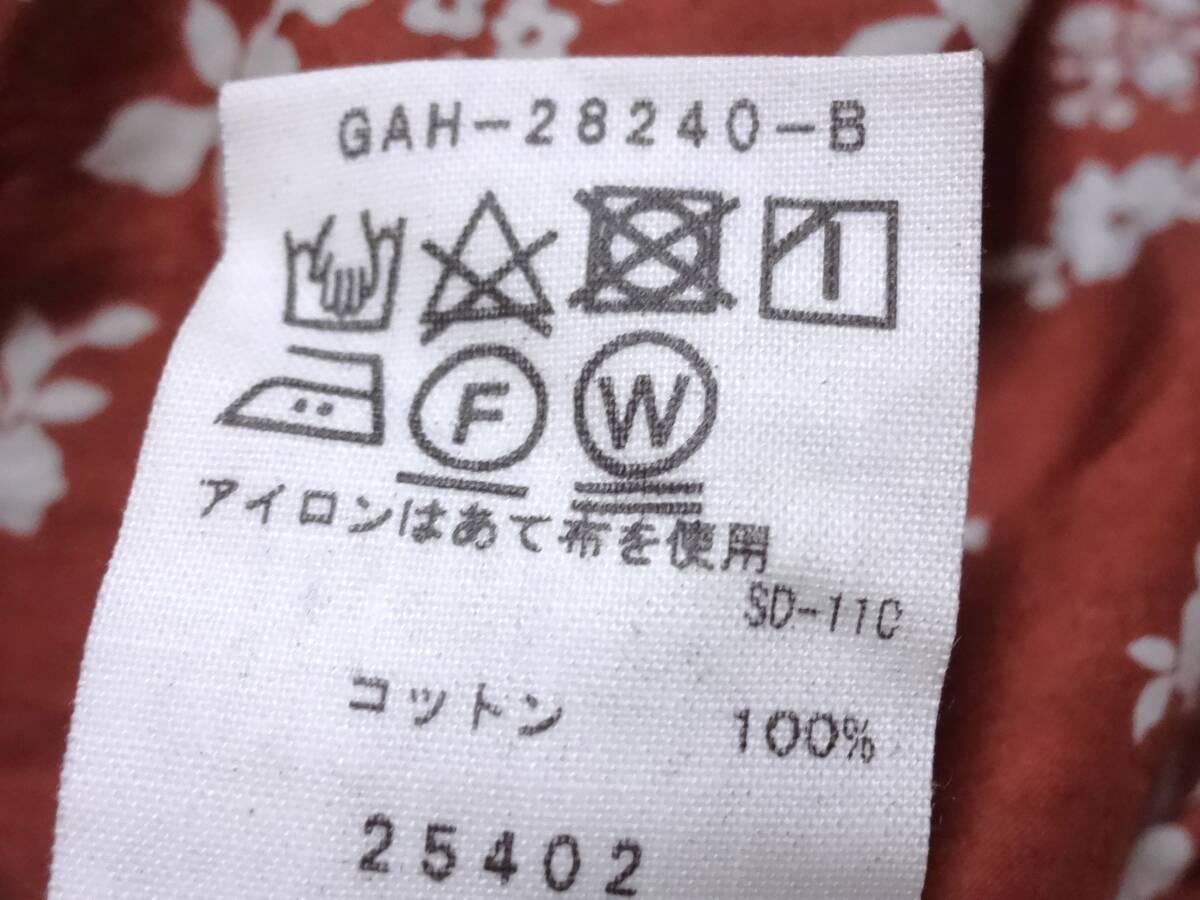 GAH-28240-B
F W
アイロンはあて布を使用
SD-110
コットン 100%
25402